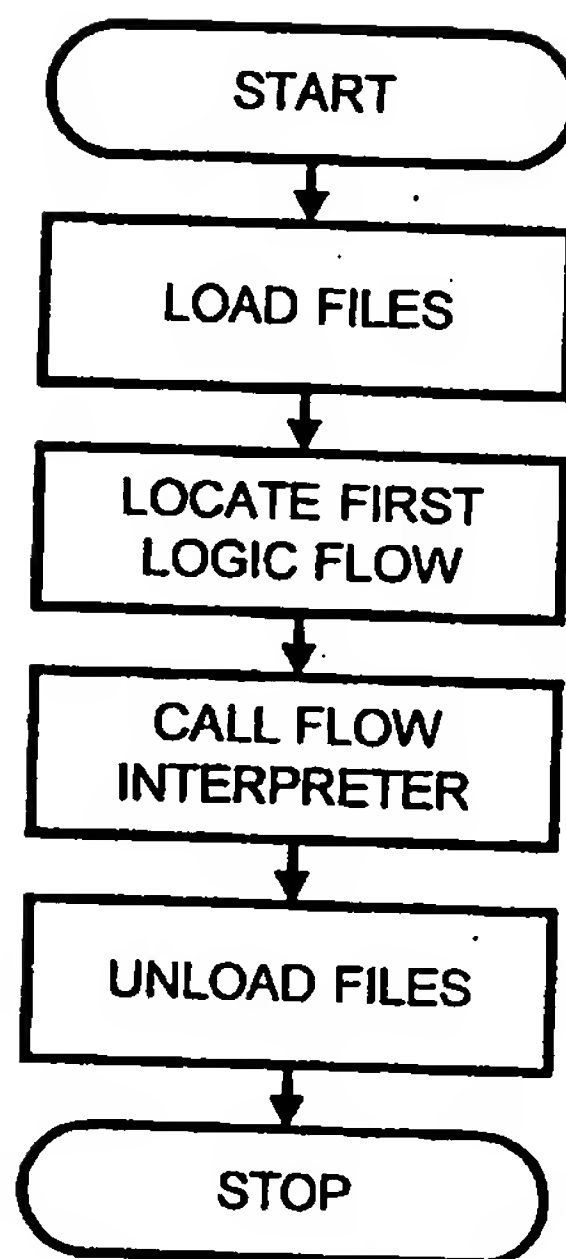 START
LOAD FILES
LOCATE FIRST
LOGIC FLOW
CALL FLOW
INTERPRETER
UNLOAD FILES
STOP